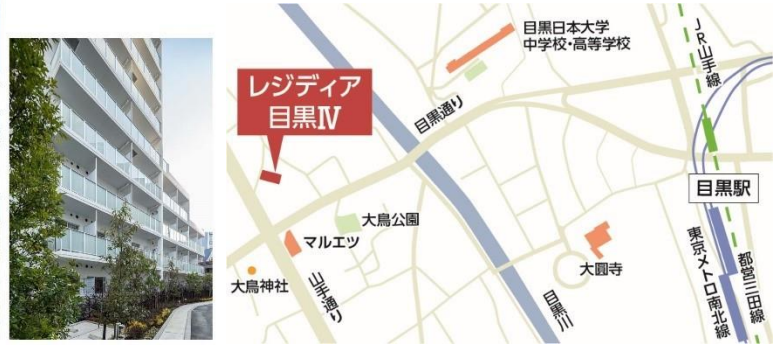 レジディア
目黒Ⅳ
目黒日本大学
中学校・高等学校
JR山手線
目黒通り
目黒駅
大鳥公園
マルエツ
大鳥神社
山手通り
大圓寺
目黒川
東京メトロ南北線
都営三田線